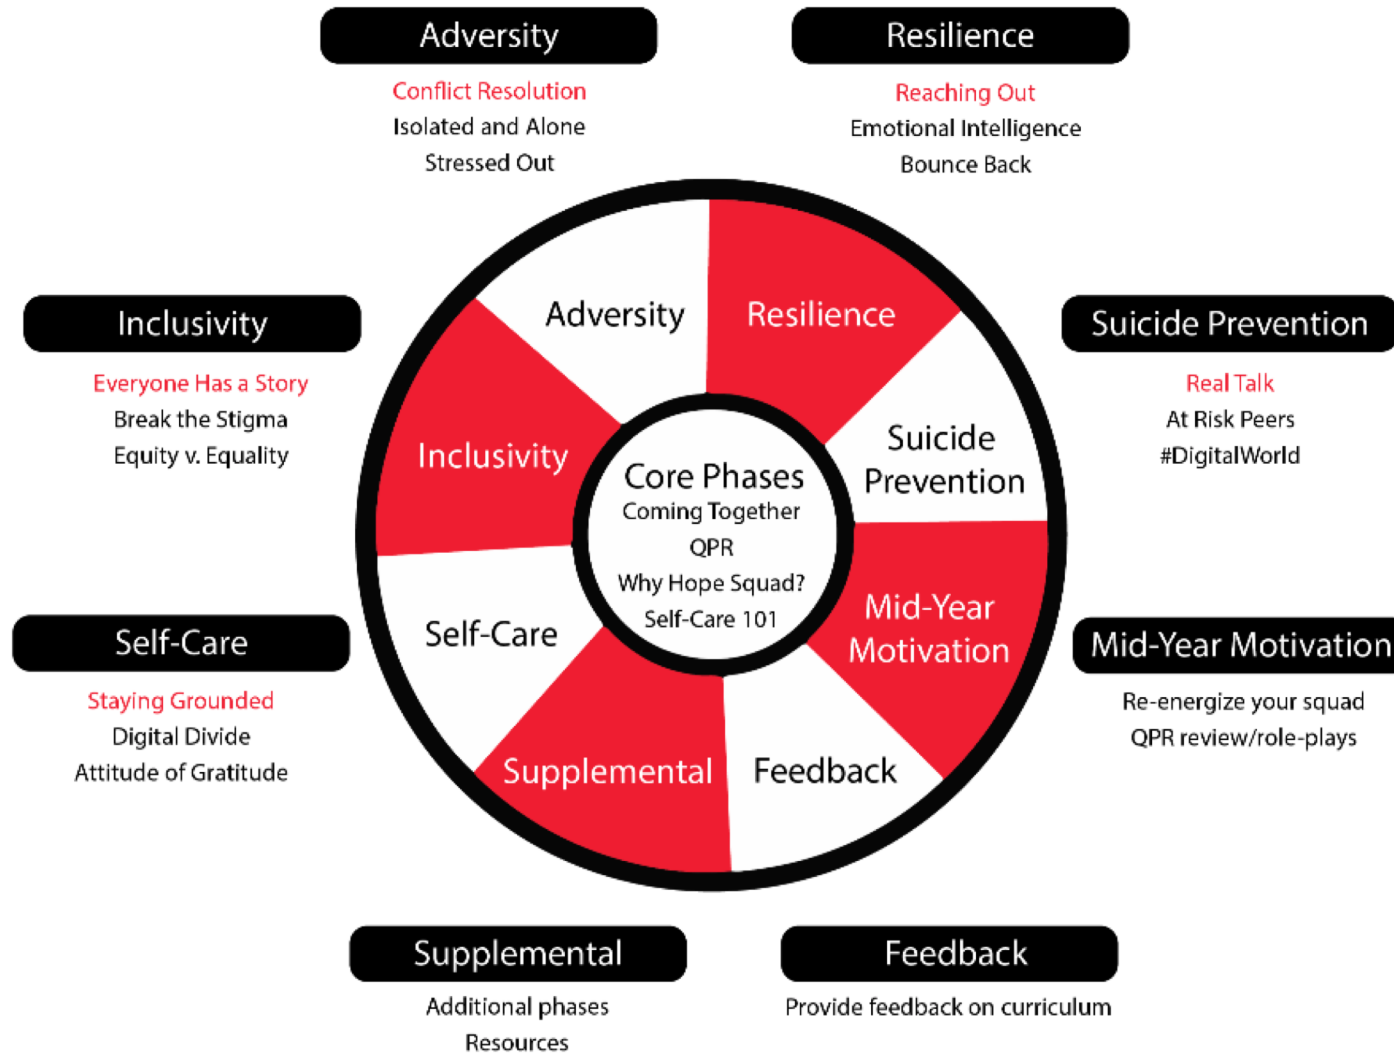 Adversity
Conflict Resolution
Isolated and Alone
Stressed Out
Resilience
Reaching Out
Emotional Intelligence
Bounce Back
Inclusivity
Everyone Has a Story
Break the Stigma
Equity v. Equality
Suicide Prevention
Real Talk
At Risk Peers
#DigitalWorld
Adversity
Resilience
Inclusivity
Suicide
Prevention
Core Phases
Coming Together
QPR
Why Hope Squad?
Self-Care 101
Self-Care
Mid-Year
Motivation
Supplemental
Feedback
Self-Care
Staying Grounded
Digital Divide
Attitude of Gratitude
Mid-Year Motivation
Re-energize your squad
QPR review/role-plays
Supplemental
Additional phases
Resources
Feedback
Provide feedback on curriculum